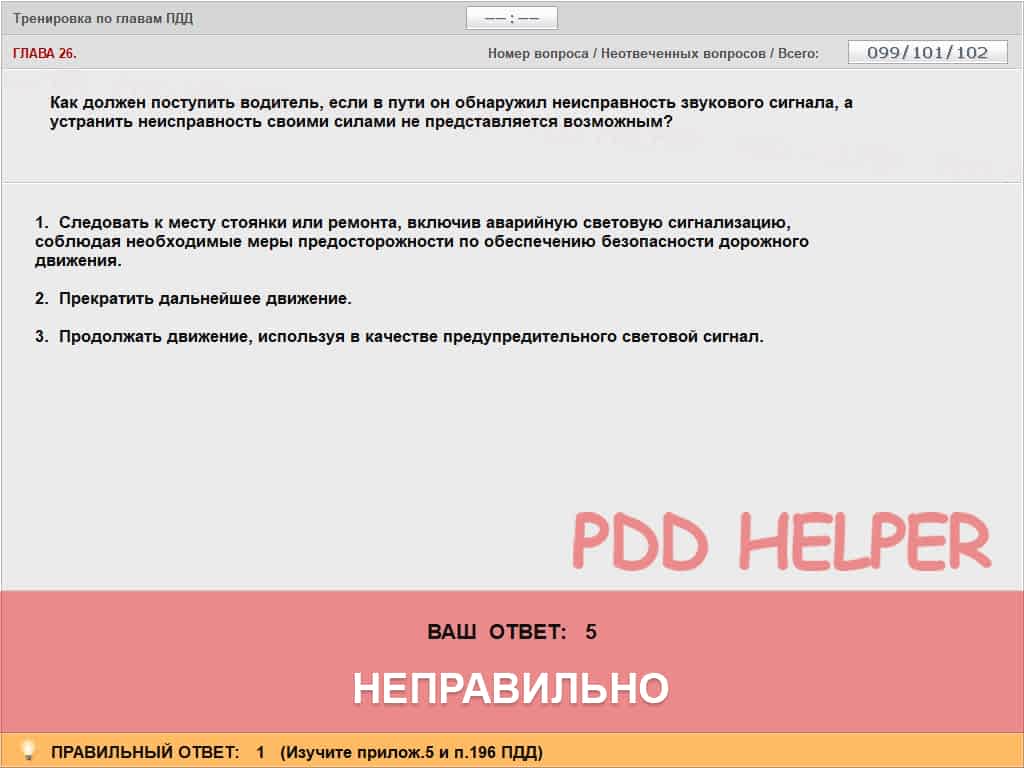 Тренировка по главам ПДД
—— : ——
ГЛАВА 26.
Номер вопроса / Неотвеченных вопросов / Всего:
099/101/102
Как должен поступить водитель, если в пути он обнаружил неисправность звукового сигнала, а
устранить неисправность своими силами не представляется возможным?
1. Следовать к месту стоянки или ремонта, включив аварийную световую сигнализацию,
соблюдая необходимые меры предосторожности по обеспечению безопасности дорожного
движения.
2. Прекратить дальнейшее движение.
3. Продолжать движение, используя в качестве предупредительного световой сигнал.
PDD HELPER
ВАШ ОТВЕТ: 5
НЕПРАВИЛЬНО
ПРАВИЛЬНЫЙ ОТВЕТ: 1 (Изучите прилож.5 и п.196 ПДД)